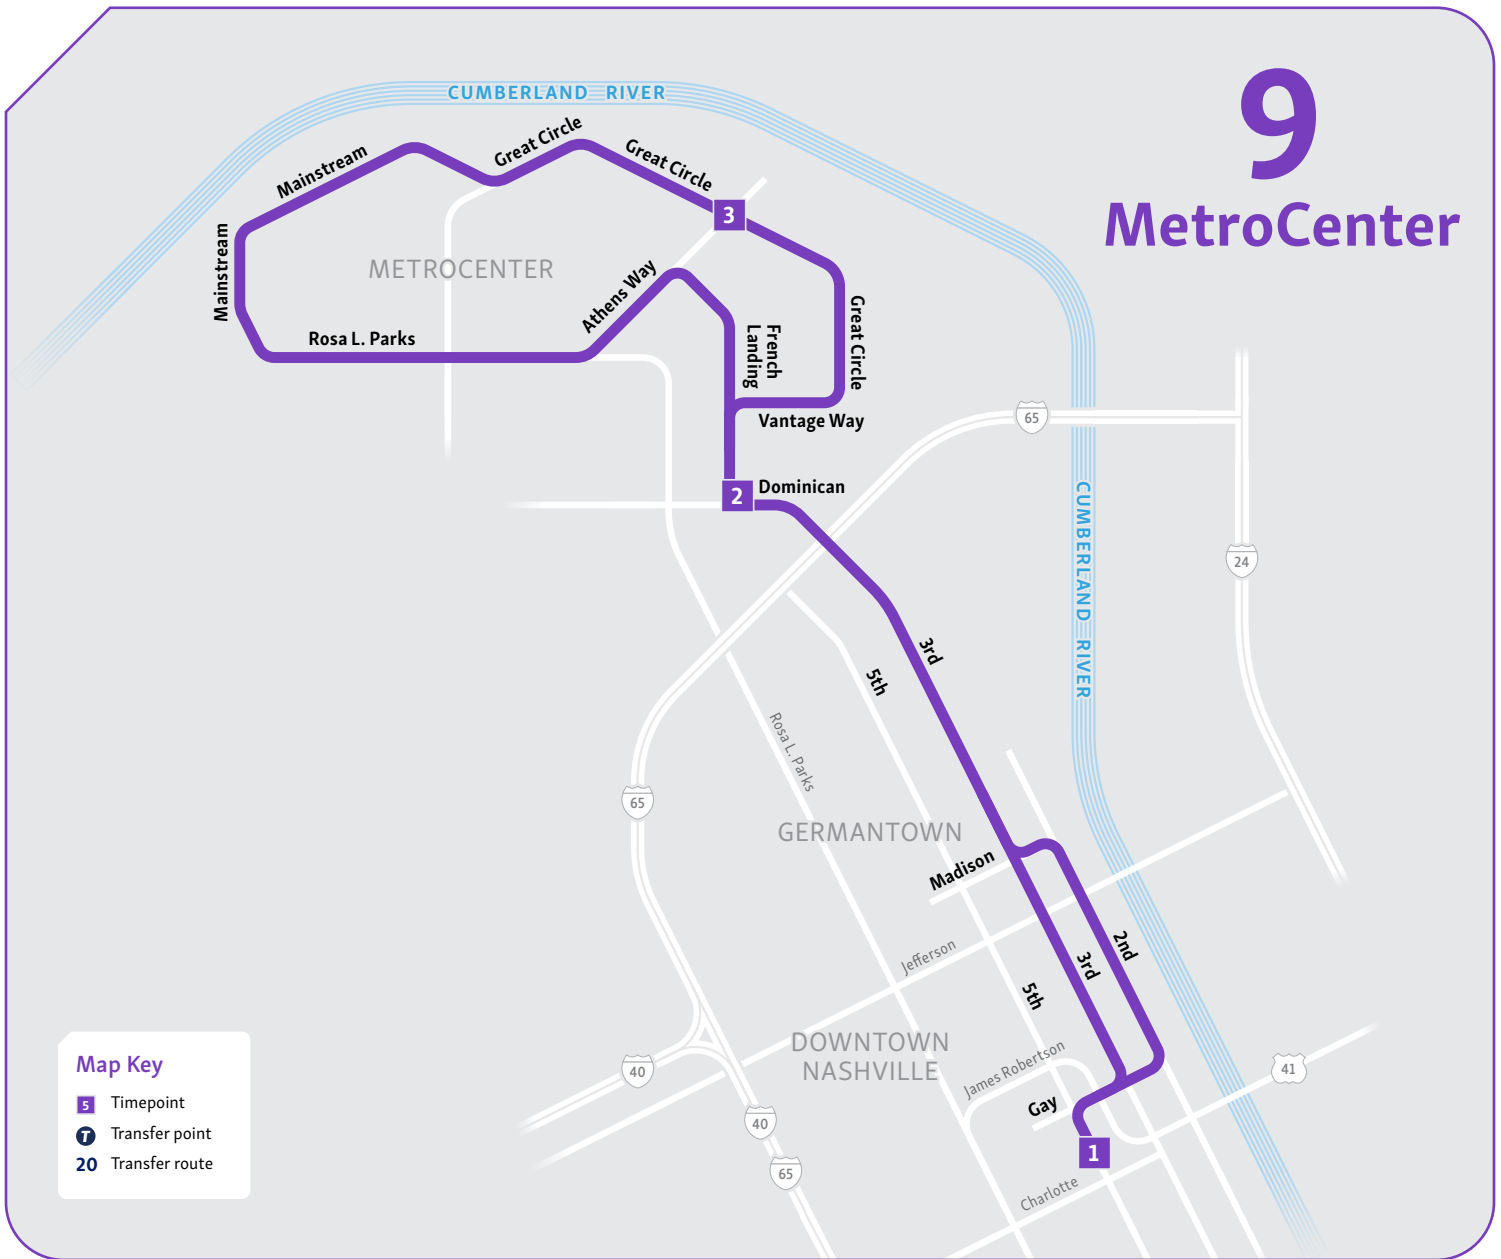 9
MetroCenter
CUMBERLAND RIVER
Mainstream
Great Circle
Great Circle
3
Mainstream
METROCENTER
Athens Way
Rosa L. Parks
French
Landing
Great Circle
Vantage Way
65
2
Dominican
CUMBERLAND RIVER
24
3rd
5th
Rosa L. Parks
65
GERMANTOWN
Madison
Jefferson
2nd
3rd
5th
DOWNTOWN
NASHVILLE
James Robertson
40
41
Gay
40
1
65
Charlotte
Map Key
5 Timepoint
T Transfer point
20 Transfer route